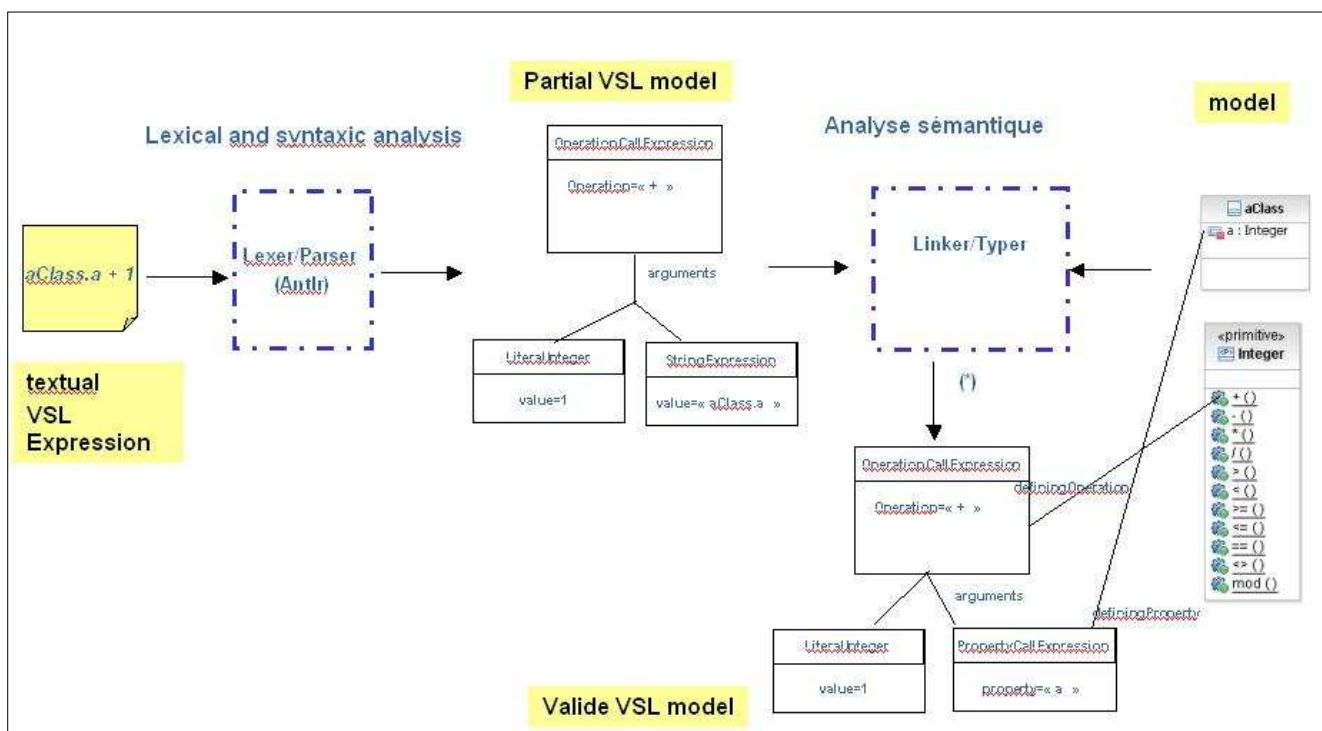 Partial VSL model
model
Lexical and syntaxic analysis
Analyse sémantique
OperationCallExpression
Operation=« + »
aClass
a : Integer
Lexer/Parser
(Antlr)
Linker/Typer
aClass.a + 1
arguments
«primitive»
Integer
LiteralInteger
value=1
StringExpression
value=« aClass.a »
textual
VSL
Expression
(*)
+ ()
- ()
* ()
/ ()
> ()
< ()
>= ()
<= ()
== ()
<> ()
mod ()
OperationCallExpression
Operation=« + »
definingOperation
arguments
definingProperty
LiteralInteger
value=1
PropertyCallExpression
property=« a »
Valide VSL model